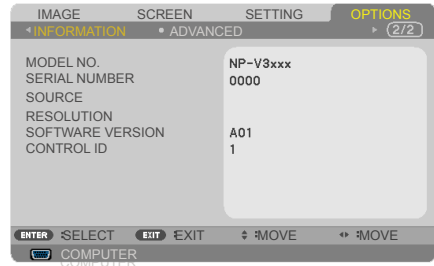 IMAGE SCREEN SETTING OPTIONS
INFORMATION ADVANCED 2/2
MODEL NO. NP-V3xxx
SERIAL NUMBER 0000
SOURCE
RESOLUTION
SOFTWARE VERSION A01
CONTROL ID 1
ENTER :SELECT EXIT :EXIT :MOVE :MOVE
COMPUTER